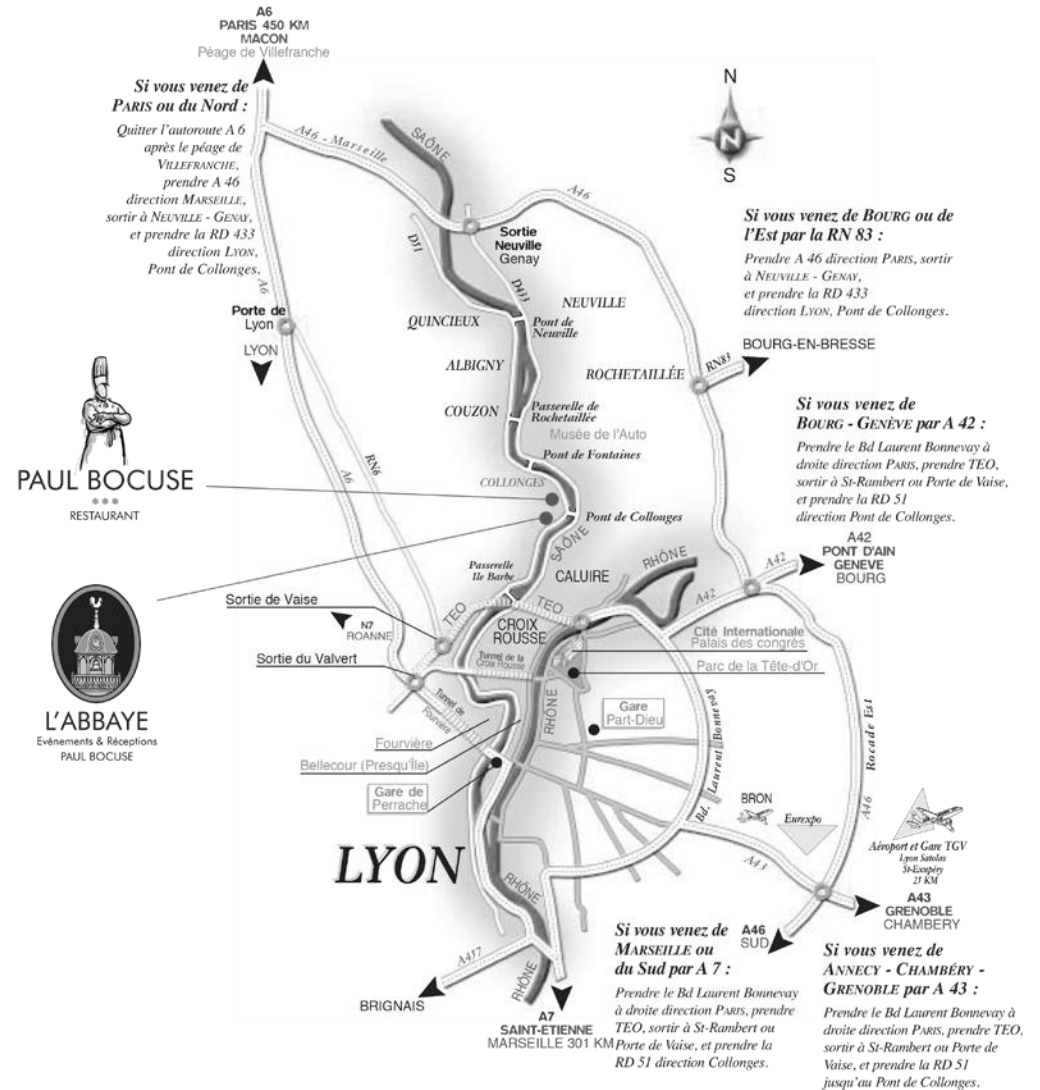 A6
PARIS 450 KM
MACON
Péage de Villefranche
Si vous venez de
PARIS ou du Nord :
Quitter l'autoroute A 6
après le péage de
VILLEFRANCHE,
prendre A 46
direction MARSEILLE,
sortir à NEUVILLE - GENAY,
et prendre la RD 433
direction LYON,
Pont de Collonges.
A46 - Marseille
SAÔNE
N
N
S
A46
Sortie
Neuville
Genay
D51
D433
Si vous venez de BOURG ou de
l'Est par la RN 83 :
Prendre A 46 direction PARIS, sortir
à NEUVILLE - GENAY,
et prendre la RD 433
direction LYON, Pont de Collonges.
A6
Porte de
Lyon
LYON
NEUVILLE
QUINCIEUX
Pont de
Neuville
ALBIGNY
ROCHETAILLÉE
RN83
BOURG-EN-BRESSE
COUZON
Passerelle de
Rochetaillée
Musée de l'Auto
Pont de Fontaines
COLLONGES
Pont de Collonges
Si vous venez de
BOURG - GENÈVE par A 42 :
Prendre le Bd Laurent Bonnevay à
droite direction PARIS, prendre TEO,
sortir à St-Rambert ou Porte de Vaise,
et prendre la RD 51
direction Pont de Collonges.
PAUL BOCUSE
RESTAURANT
A6
RN6
SAÔNE
RHÔNE
A42
PONT D'AIN
GENEVE
BOURG
A42
A42
Passerelle
Ile Barbe
CALUIRE
Sortie de Vaise
N7
ROANNE
TEO
TEO
CROIX
ROUSSE
Cité Internationale
Palais des congrès
Sortie du Valvert
Tunnel de la
Croix Rousse
Parc de la Tête-d'Or
Tunnel de
Fourvière
RHÔNE
Gare
Part-Dieu
L'ABBAYE
Evénements & Réceptions
PAUL BOCUSE
Fourvière
Bellecour (Presqu'Île)
Gare de
Perrache
Bd. Laurent Bonnevay
Rocade Est
A46
BRON
Eurexpo
Aéroport et Gare TGV
Lyon Satolas
St-Exupéry
25 KM
LYON
A43
A43
GRENOBLE
CHAMBERY
RHÔNE
A46
SUD
A457
BRIGNAIS
RHÔNE
A7
SAINT-ETIENNE
MARSEILLE 301 KM
Si vous venez de
MARSEILLE ou
du Sud par A 7 :
Prendre le Bd Laurent Bonnevay
à droite direction PARIS, prendre
TEO, sortir à St-Rambert ou
Porte de Vaise, et prendre la
RD 51 direction Collonges.
Si vous venez de
ANNECY - CHAMBÉRY -
GRENOBLE par A 43 :
Prendre le Bd Laurent Bonnevay à
droite direction PARIS, prendre TEO,
sortir à St-Rambert ou Porte de
Vaise, et prendre la RD 51
jusqu'au Pont de Collonges.